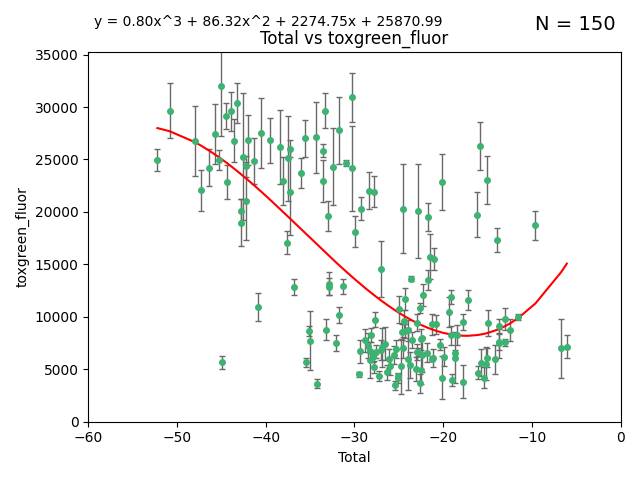 y = 0.80x^3 + 86.32x^2 + 2274.75x + 25870.99
N = 150
Total vs toxgreen_fluor
35000
30000
25000
20000
15000
10000
5000
0
toxgreen_fluor
−60 −50 −40 −30 −20 −10 0
Total